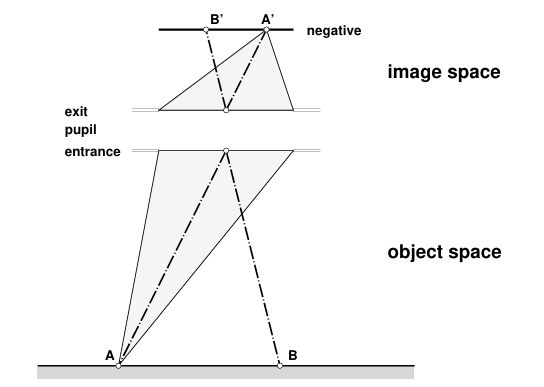 B’ A’
negative
image space
exit
pupil
entrance
object space
A B